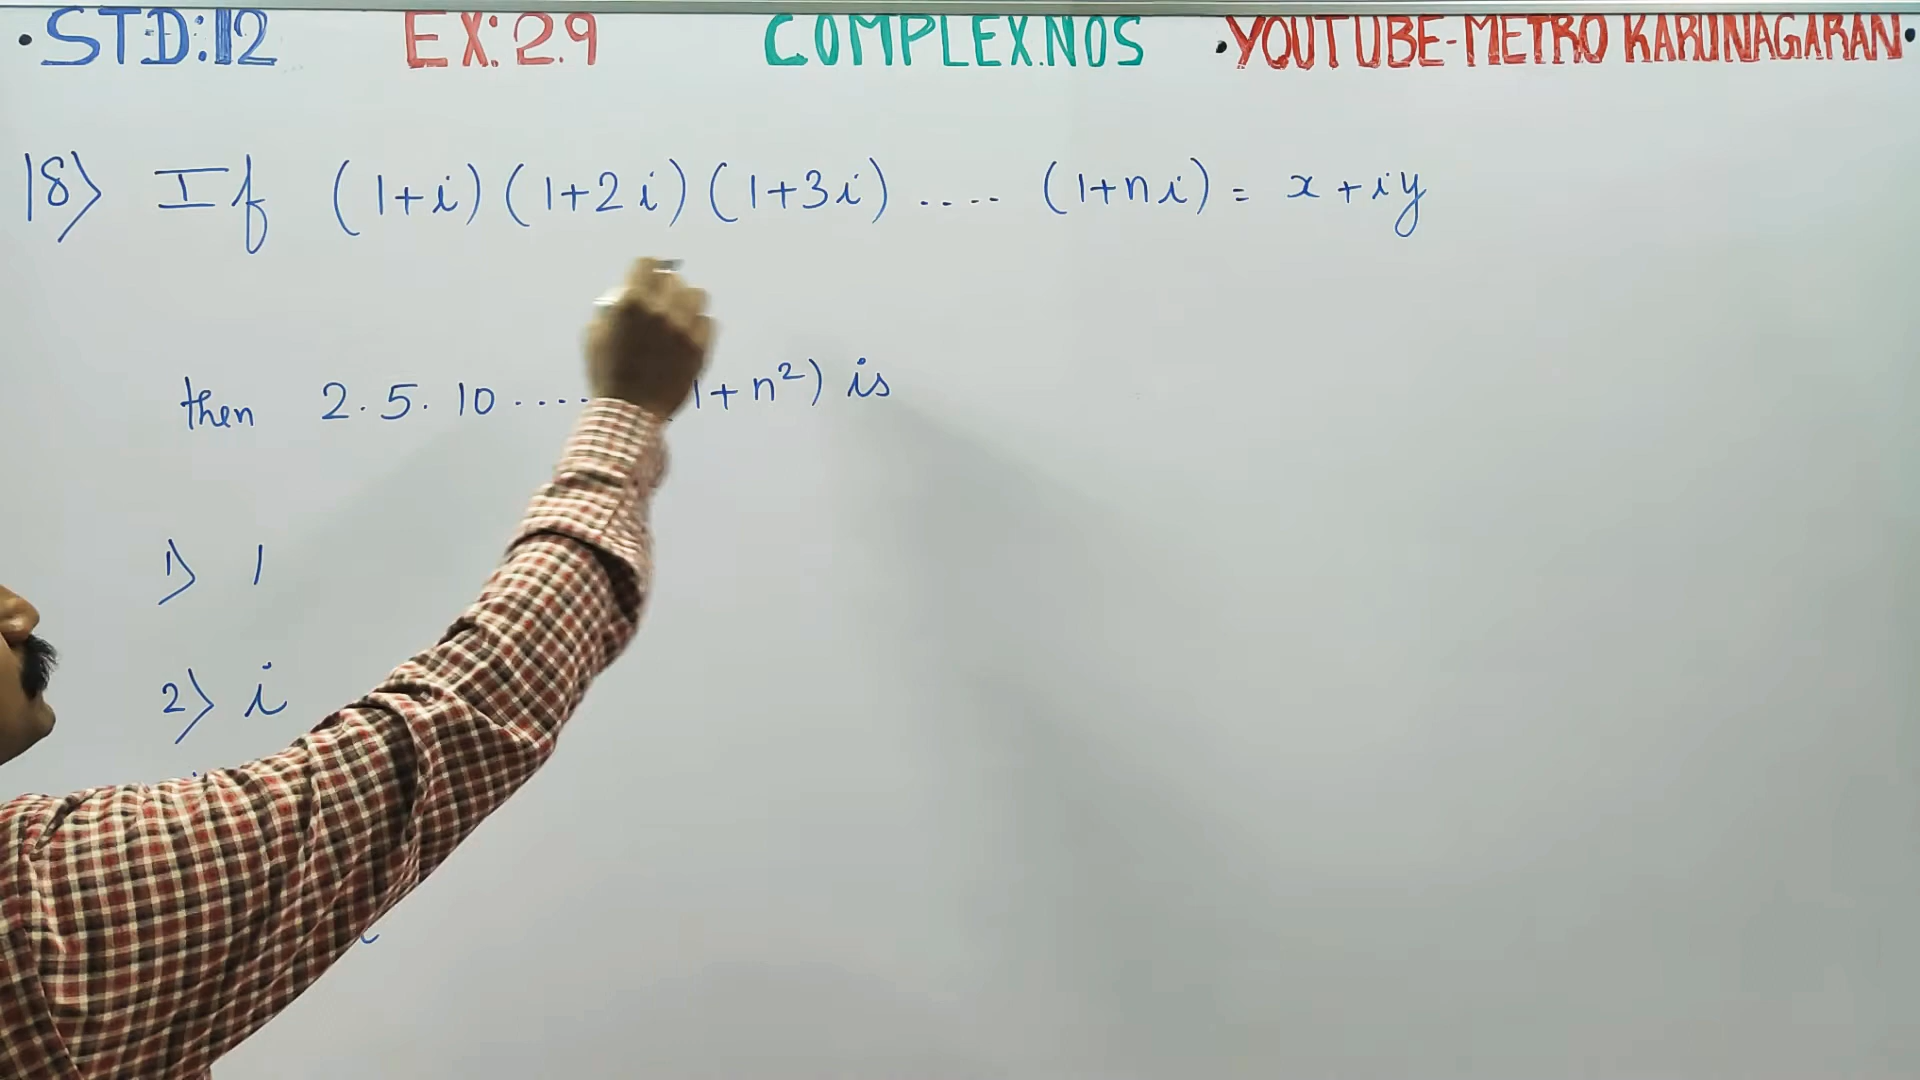 •STD:12 EX: 2.9 COMPLEX.NOS •YOUTUBE-METRO KARUNAGARAN•
18) If (1+i)(1+2i)(1+3i) .... (1+ni) = x+iy
then 2.5.10 ..... 1+n²) is
1) 1
2) i